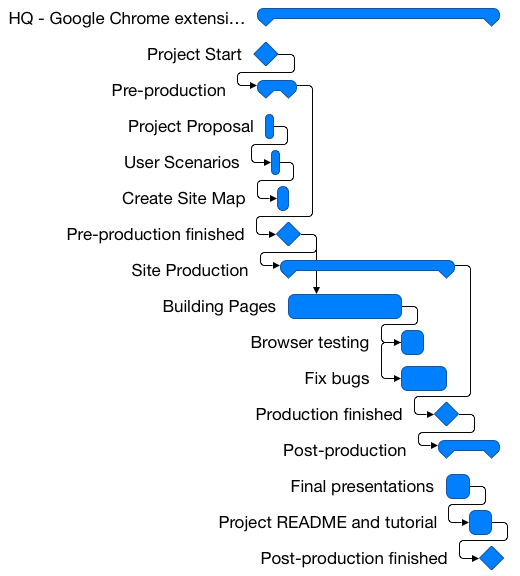 HQ - Google Chrome extensi...
Project Start
Pre-production
Project Proposal
User Scenarios
Create Site Map
Pre-production finished
Site Production
Building Pages
Browser testing
Fix bugs
Production finished
Post-production
Final presentations
Project README and tutorial
Post-production finished